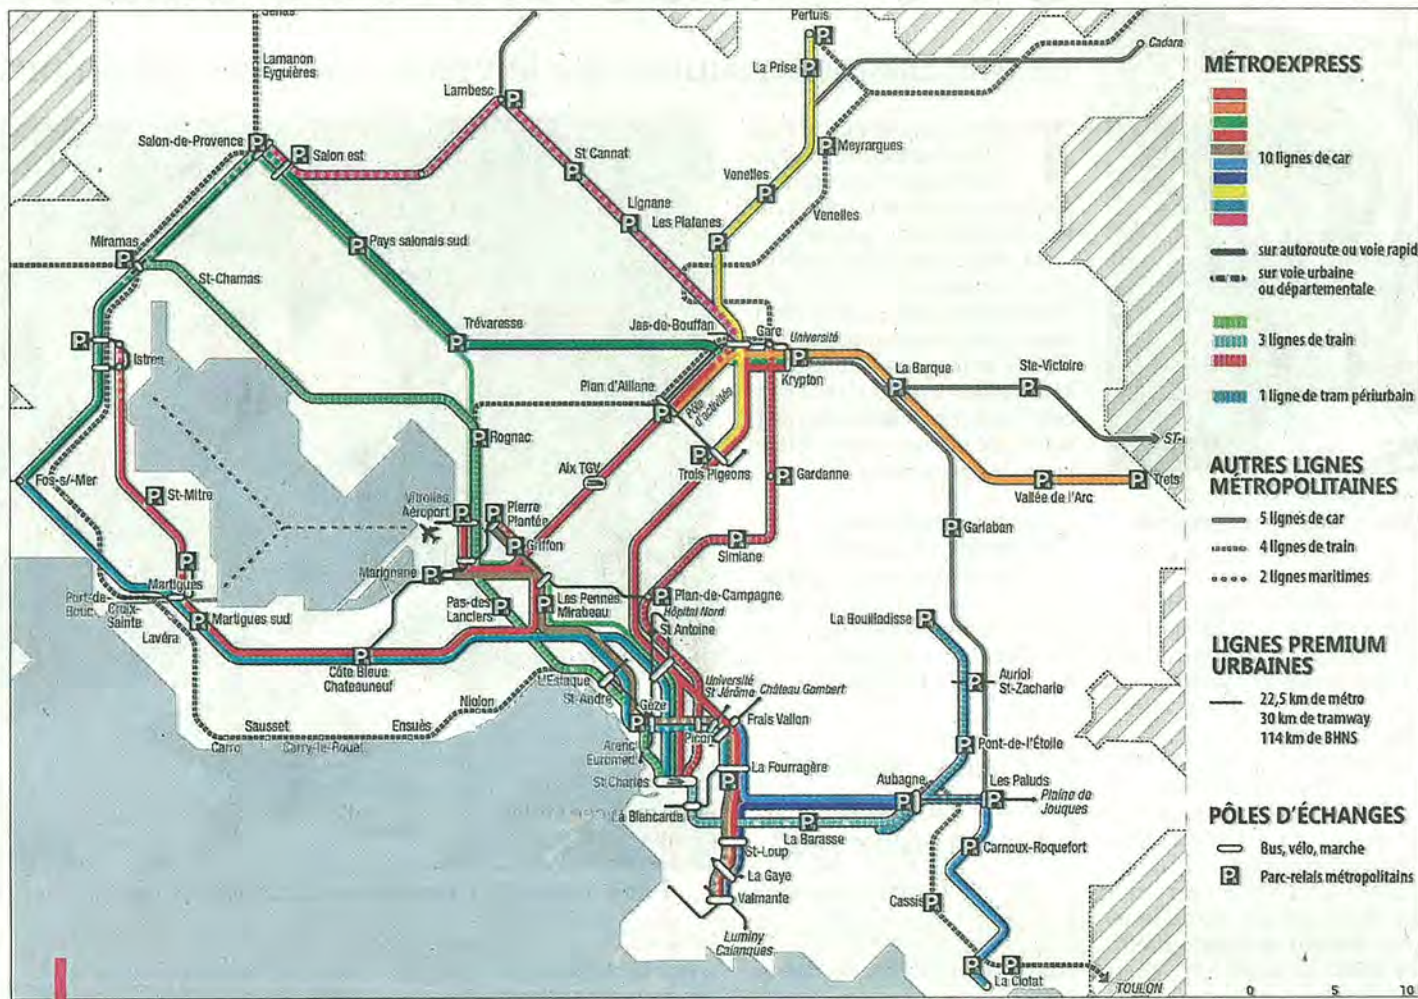 Lamanon
Eyguières
Salon-de-Provence
Salon est
Lambesc
St Cannat
Lignane
Pertuis
La Prise
Cadara
Meyrargues
Venelles
Venelles
Les Platanes
Miramas
St-Chamas
Pays salonais sud
Trévaresse
Jas-de-Bouffan
Gare
Université
Krypton
La Barque
Ste-Victoire
ST-
Istres
Plan d'Aillane
Pôle
d'activités
Rognac
Aix TGV
Trois Pigeons
Gardanne
Vallée de l'Arc
Trets
Fos-s/-Mer
St-Mitre
Vitrolles
Aéroport
Pierre
Plantée
Griffon
Simiane
Garlaban
Martigues
Marignane
Port-de-
Bouc
Croix-
Sainte
Lavéra
Martigues sud
Pas-des
Lanciers
Les Pennes
Mirabeau
Plan-de-Campagne
Hôpital Nord
St Antoine
La Bouilladisse
Côte Bleue
Chateauneuf
L'Estaque
St-André
Université
St Jérôme
Château Gombert
Auriol
St-Zacharie
Niolon
Ensuès
Sausset
Carro
Carry-le-Rouet
Gèze
Picon
Frais Vallon
Arenc
Euromed
Pont-de-l'Étoile
St Charles
La Fourragère
Aubagne
Les Paluds
Plaine de
Jouques
La Blancarde
La Barasse
St-Loup
La Gaye
Valmante
Carnoux-Roquefort
Cassis
Luminy
Calanques
La Ciotat
TOULON
MÉTROEXPRESS
10 lignes de car
sur autoroute ou voie rapid
sur voie urbaine
ou départementale
3 lignes de train
1 ligne de tram périurbain
AUTRES LIGNES
MÉTROPOLITAINES
5 lignes de car
4 lignes de train
2 lignes maritimes
LIGNES PREMIUM
URBAINES
22,5 km de métro
30 km de tramway
114 km de BHNS
PÔLES D'ÉCHANGES
Bus, vélo, marche
P Parc-relais métropolitains
0 5 10